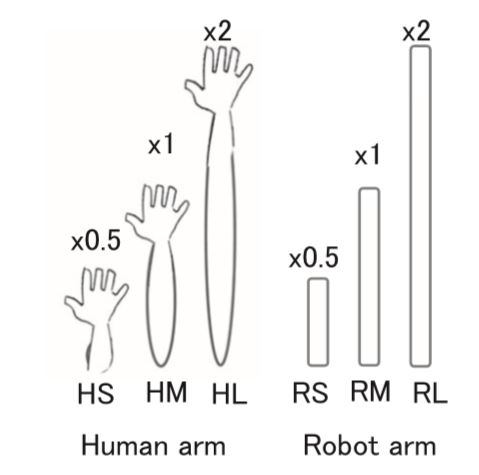 x2
x2
x1
x1
x0.5
x0.5
HS HM HL
RS RM RL
Human arm
Robot arm